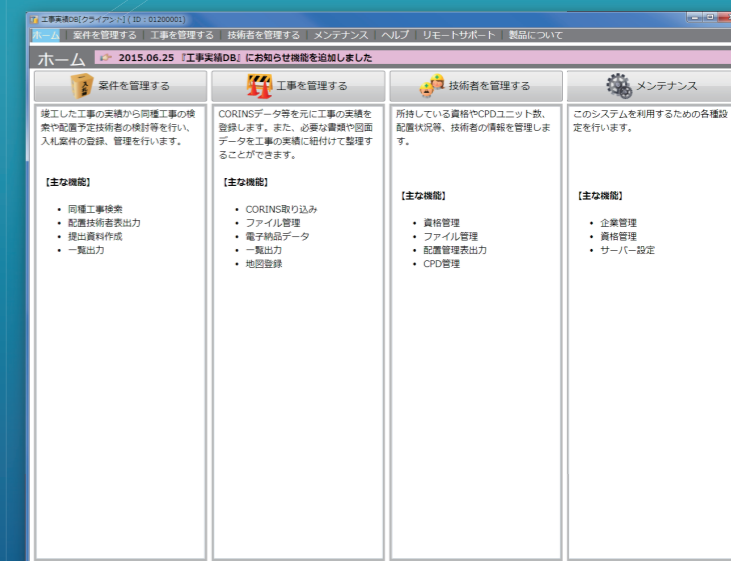 工事実績DB[クライアント] ( ID : 01200001)
ホーム 案件を管理する 工事を管理する 技術者を管理する メンテナンス ヘルプ リモートサポート 製品について
ホーム 2015.06.25 『工事実績DB』にお知らせ機能を追加しました
案件を管理する
竣工した工事の実績から同種工事の検
索や配置予定技術者の検討等を行い、
入札案件の登録、管理を行います。
【主な機能】
• 同種工事検索
• 配置技術者表出力
• 提出資料作成
• 一覧出力
工事を管理する
CORINSデータ等を元に工事の実績を
登録します。また、必要な書類や図面
データを工事の実績に紐付けて整理す
ることができます。
【主な機能】
• CORINS取り込み
• ファイル管理
• 電子納品データ
• 一覧出力
• 地図登録
技術者を管理する
所持している資格やCPDユニット数、
配置状況等、技術者の情報を管理しま
す。
【主な機能】
• 資格管理
• ファイル管理
• 配置管理表出力
• CPD管理
メンテナンス
このシステムを利用するための各種設
定を行います。
【主な機能】
• 企業管理
• 資格管理
• サーバー設定